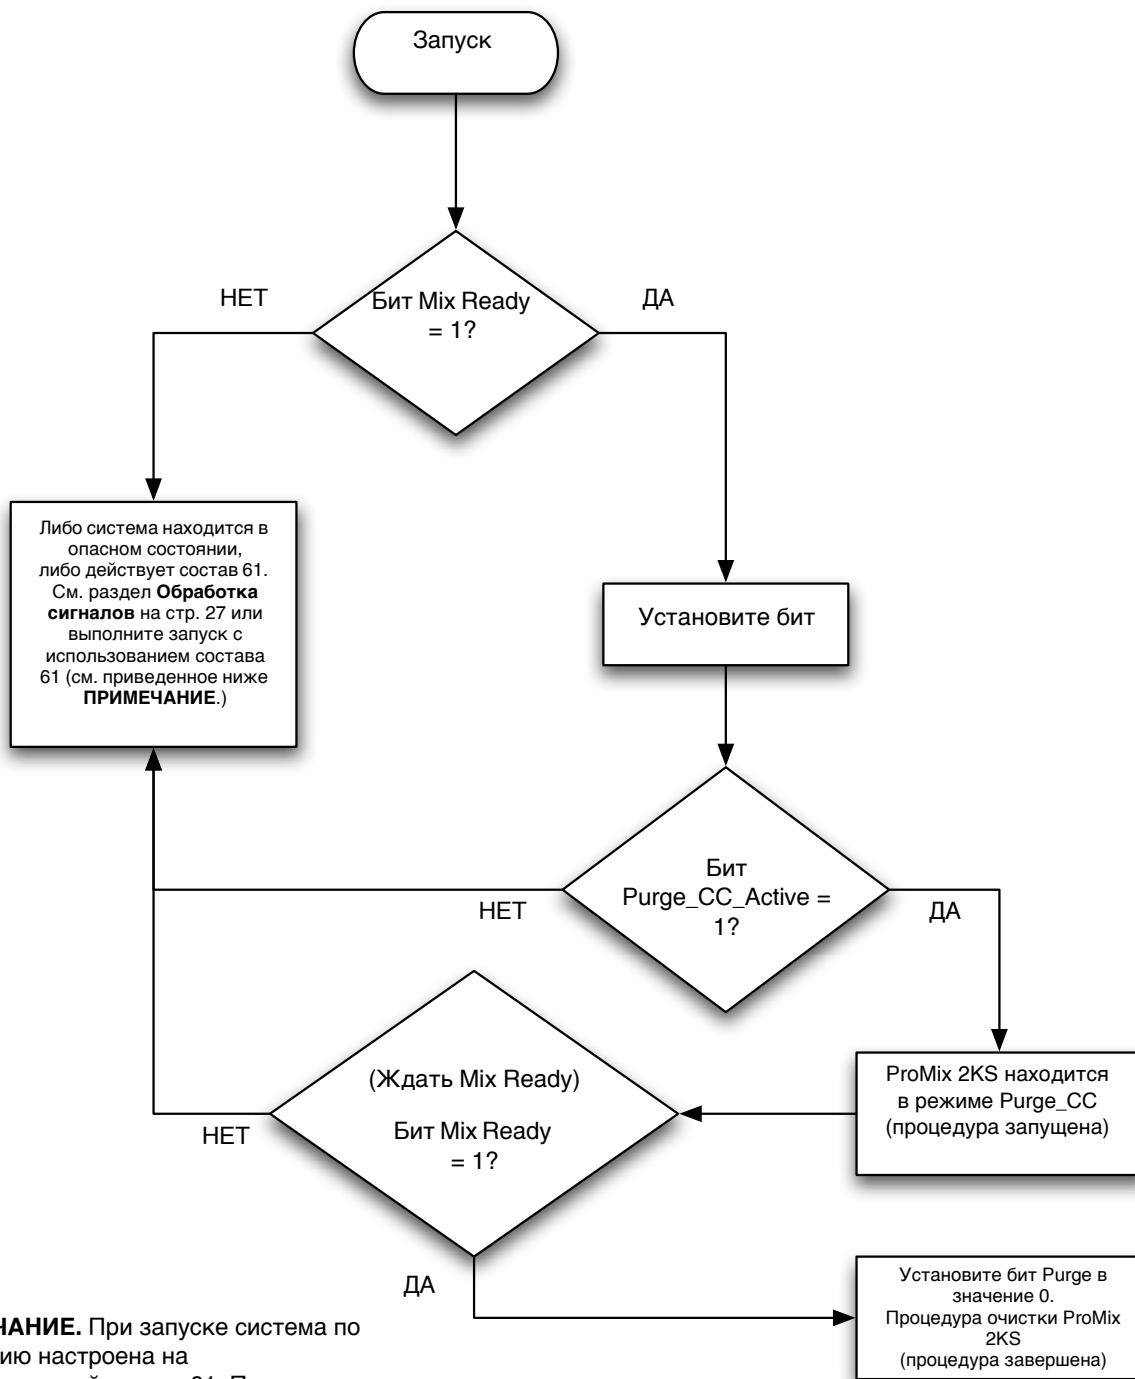 Запуск
Бит Mix Ready
= 1?
НЕТ
ДА
Либо система находится в
опасном состоянии,
либо действует состав 61.
См. раздел Обработка
сигналов на стр. 27 или
выполните запуск с
использованием состава
61 (см. приведенное ниже
ПРИМЕЧАНИЕ.)
Установите бит
Бит
Purge_CC_Active =
1?
НЕТ
ДА
ProMix 2KS находится
в режиме Purge_CC
(процедура запущена)
(Ждать Mix Ready)
Бит Mix Ready
= 1?
НЕТ
ДА
Установите бит Purge в
значение 0.
Процедура очистки ProMix
2KS
(процедура завершена)
ЧАНИЕ. При запуске система по
нию настроена на